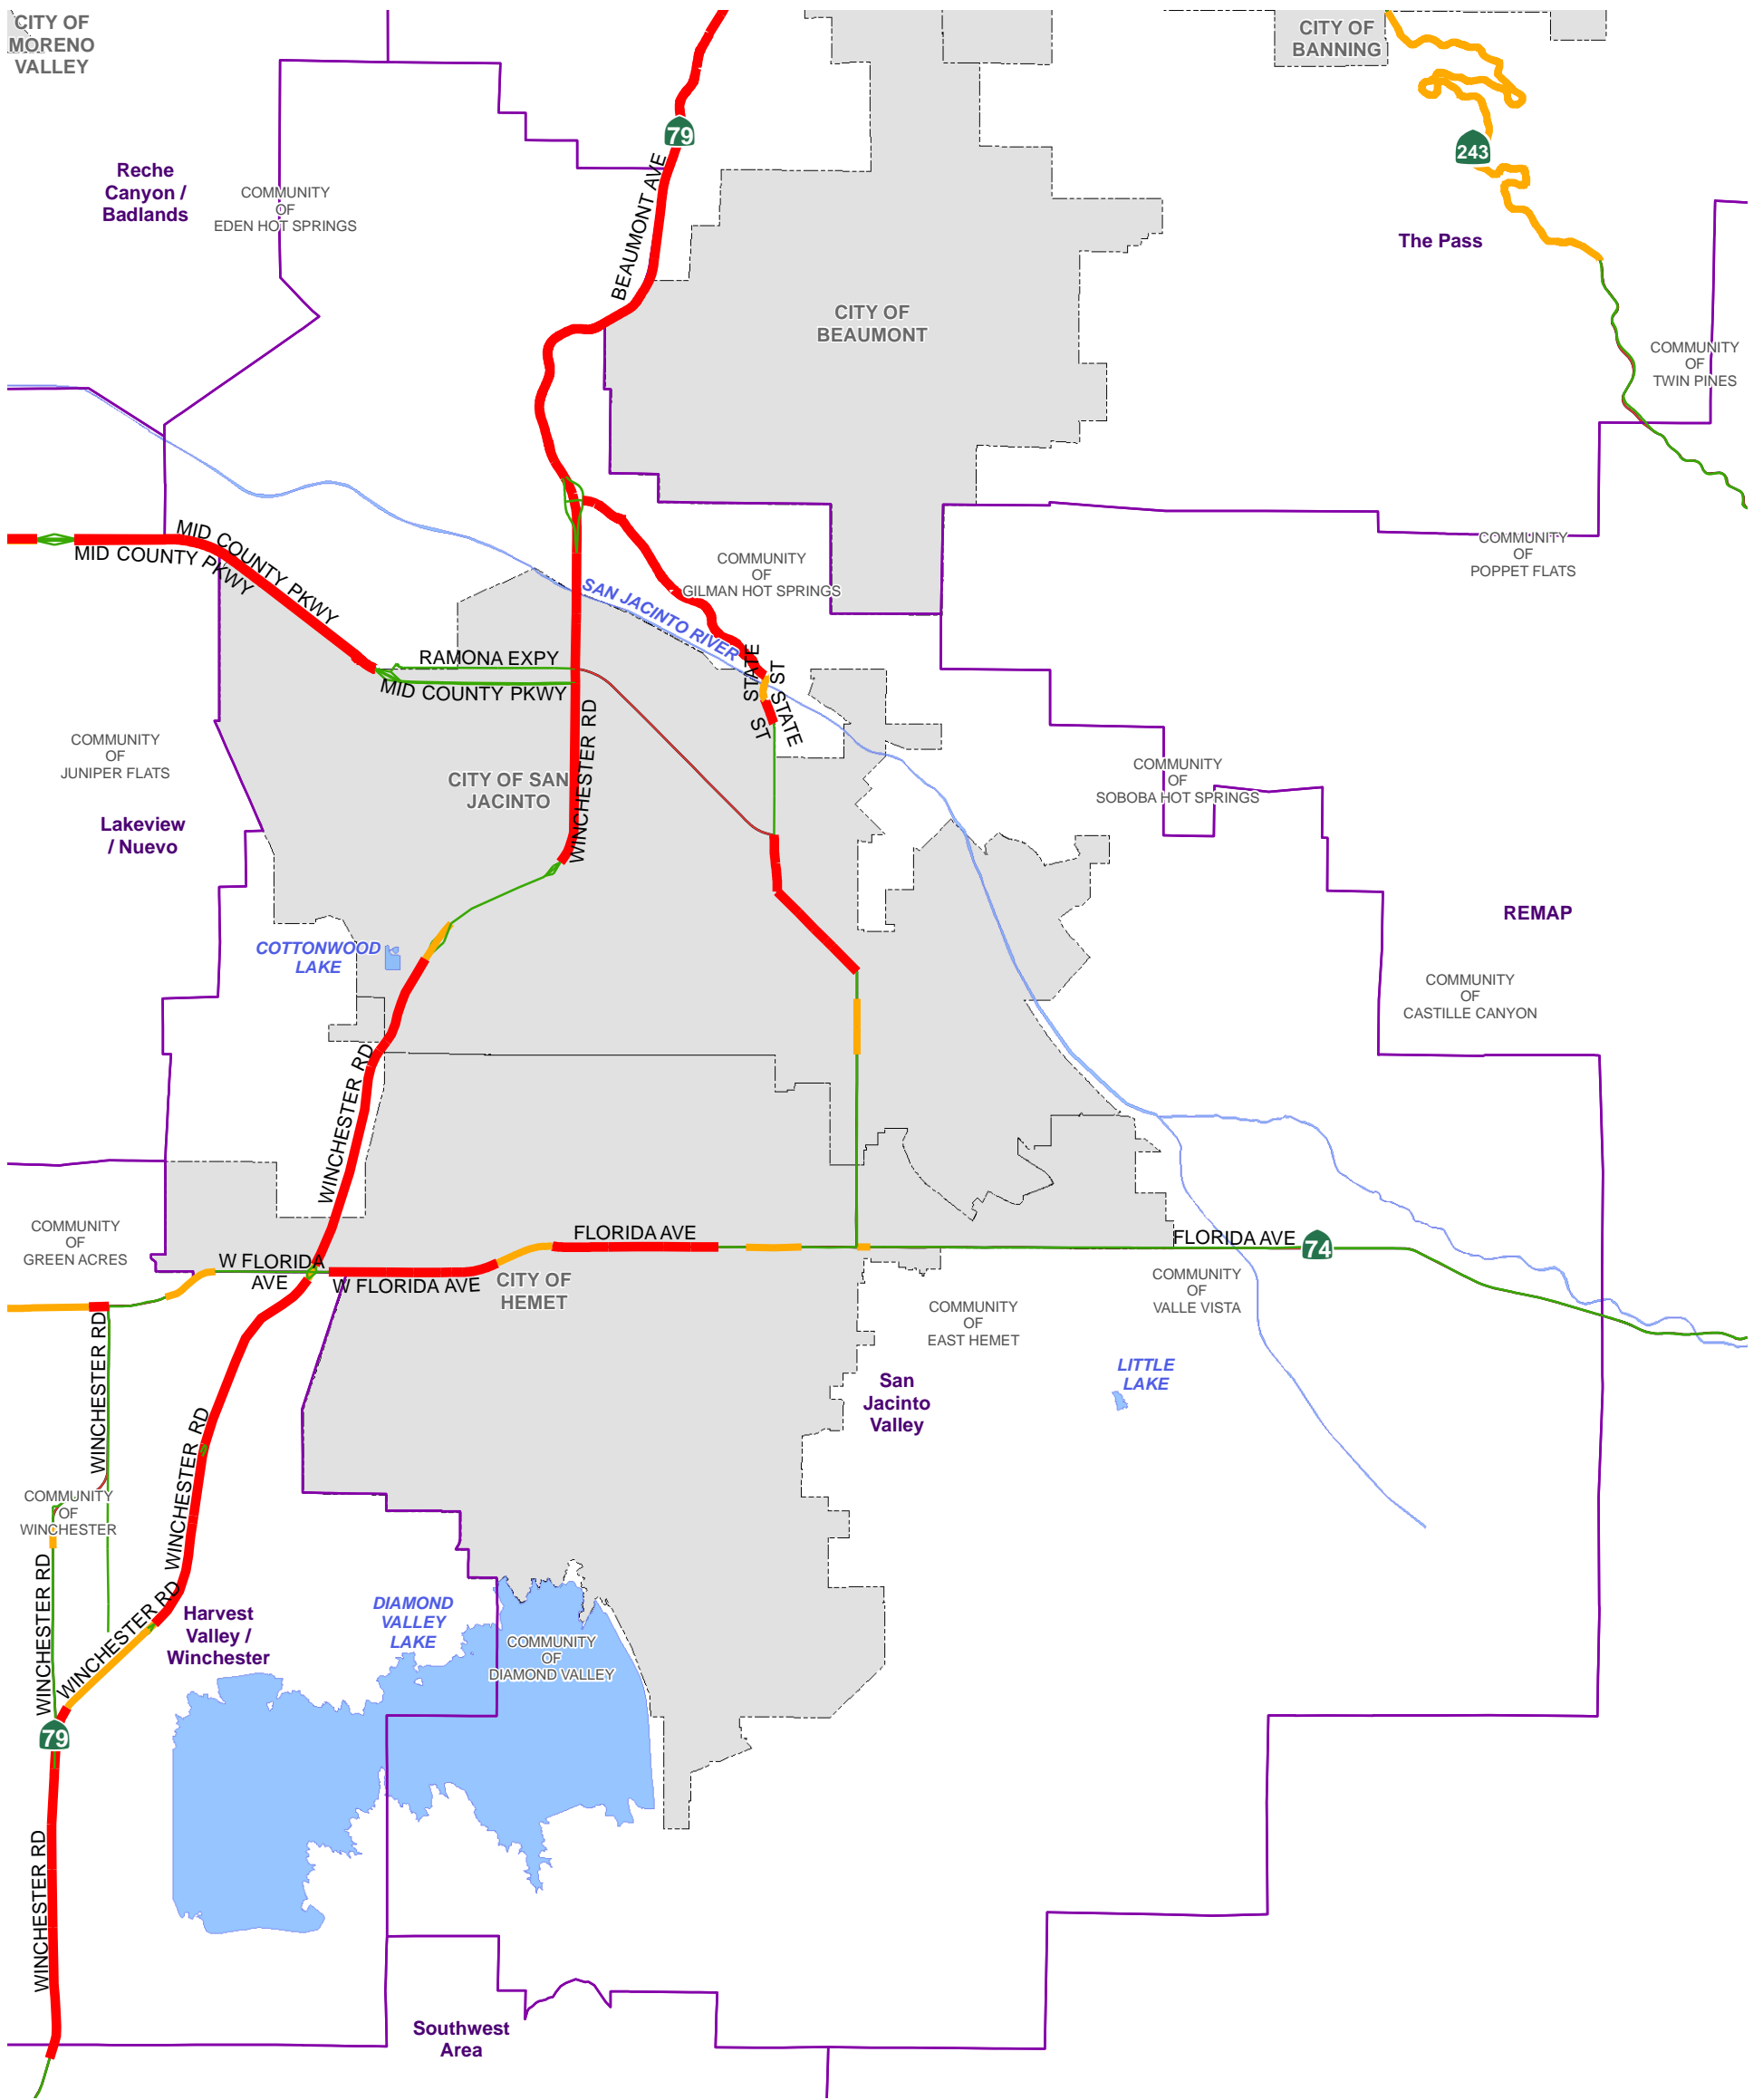 CITY OF
MORENO
VALLEY
CITY OF
BANNING
79
243
BEAUMONT AVE
Reche
Canyon /
Badlands
COMMUNITY
OF
EDEN HOT SPRINGS
The Pass
CITY OF
BEAUMONT
COMMUNITY
OF
TWIN PINES
MID COUNTY PKWY
MID COUNTY PKWY
COMMUNITY
OF
GILMAN HOT SPRINGS
COMMUNITY
OF
POPPET FLATS
SAN JACINTO RIVER
RAMONA EXPY
MID COUNTY PKWY
STATE ST
STATE ST
WINCHESTER RD
COMMUNITY
OF
JUNIPER FLATS
CITY OF SAN
JACINTO
COMMUNITY
OF
SOBOBA HOT SPRINGS
Lakeview
/ Nuevo
REMAP
COTTONWOOD
LAKE
COMMUNITY
OF
CASTILLE CANYON
WINCHESTER RD
COMMUNITY
OF
GREEN ACRES
FLORIDA AVE
FLORIDA AVE
74
W FLORIDA
AVE
W FLORIDA AVE
CITY OF
HEMET
COMMUNITY
OF
VALLE VISTA
COMMUNITY
OF
EAST HEMET
WINCHESTER RD
LITTLE
LAKE
San
Jacinto
Valley
WINCHESTER RD
COMMUNITY
OF
WINCHESTER
WINCHESTER RD
WINCHESTER RD
Harvest
Valley /
Winchester
DIAMOND
VALLEY
LAKE
COMMUNITY
OF
DIAMOND VALLEY
79
WINCHESTER RD
Southwest
Area